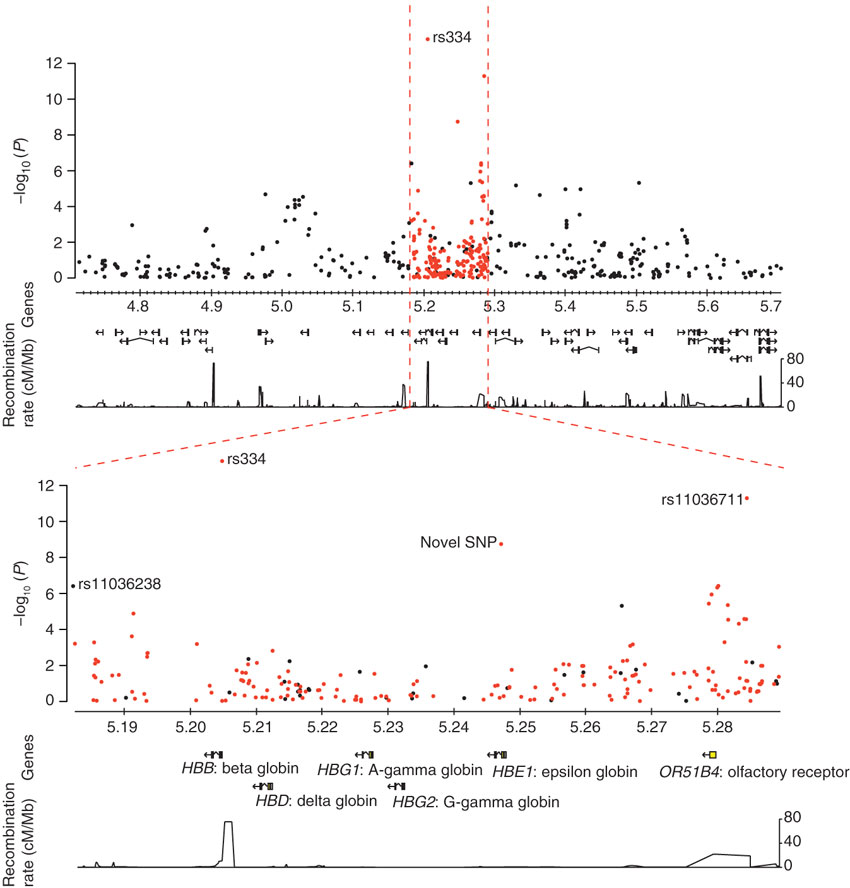 rs334
12
10
8
6
4
2
0
–log10 (P)
4.8 4.9 5.0 5.1 5.2 5.3 5.4 5.5 5.6 5.7
Genes
Recombination
rate (cM/Mb)
80
40
0
rs334
12
10
8
6
4
2
0
–log10 (P)
rs11036711
Novel SNP
rs11036238
5.19 5.20 5.21 5.22 5.23 5.24 5.25 5.26 5.27 5.28
Genes
HBB: beta globin HBG1: A-gamma globin HBE1: epsilon globin OR51B4: olfactory receptor
HBD: delta globin HBG2: G-gamma globin
Recombination
rate (cM/Mb)
80
40
0